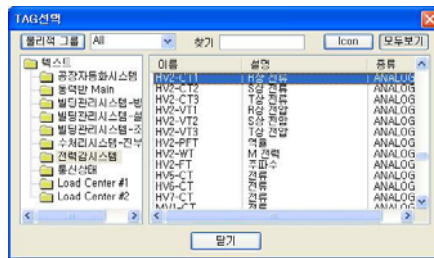 TAG선택
물리적 그룹 All 찾기 Icon 모두보기
텍스트
공장자동화시스템
동력반 Main
빌딩관리시스템-방
빌딩관리시스템-설
빌딩관리시스템-조
수처리시스템-전부
전력감시스템
통신상태
Load Center #1
Load Center #2
이름 설명 종류
HV2-CT1 R상 전류 ANALOG
HV2-CT2 S상 전류 ANALOG
HV2-CT3 T상 전류 ANALOG
HV2-VT1 R상 전압 ANALOG
HV2-VT2 S상 전압 ANALOG
HV2-VT3 T상 전압 ANALOG
HV2-PFT 역률 ANALOG
HV2-WT M 전력 ANALOG
HV2-FT 주파수 ANALOG
HV5-CT 전류 ANALOG
HV6-CT 전류 ANALOG
HV7-CT 전류 ANALOG
MV1-CT 전류 ANALOG
닫기